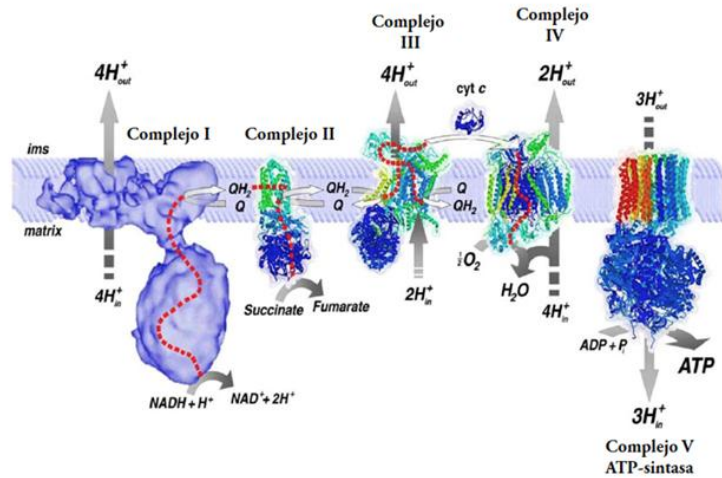 Complejo
III
Complejo
IV
4H⁺out
Complejo I
Complejo II
4H⁺out
cyt c
2H⁺out
3H⁺out
ims
matrix
QH₂
Q
QH₂
Q
Q
QH₂
½O₂
H₂O
4H⁺in
Succinate
Fumarate
2H⁺in
4H⁺in
ADP + Pᵢ
ATP
NADH + H⁺
NAD⁺ + 2H⁺
3H⁺in
Complejo V
ATP-sintasa